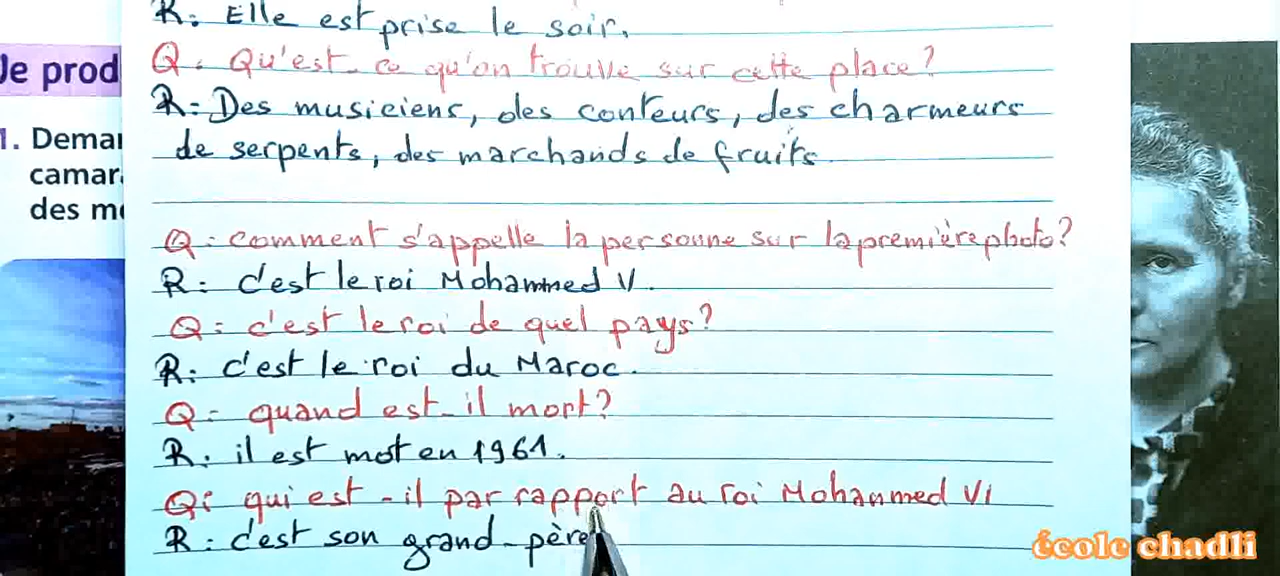 R: Elle est prise le soir.
Q: Qu'est-ce qu'on trouve sur cette place?
R: Des musiciens, des conteurs, des charmeurs
de serpents, des marchands de fruits.
Q: comment s'appelle la personne sur la première photo?
R: c'est le roi Mohammed V.
Q: c'est le roi de quel pays?
R: c'est le roi du Maroc.
Q: quand est-il mort?
R: il est mot en 1961.
Q: qui est-il par rapport au roi Mohammed VI
R: c'est son grand-père
Je prod
1. Demar
camar
des m
école chadli